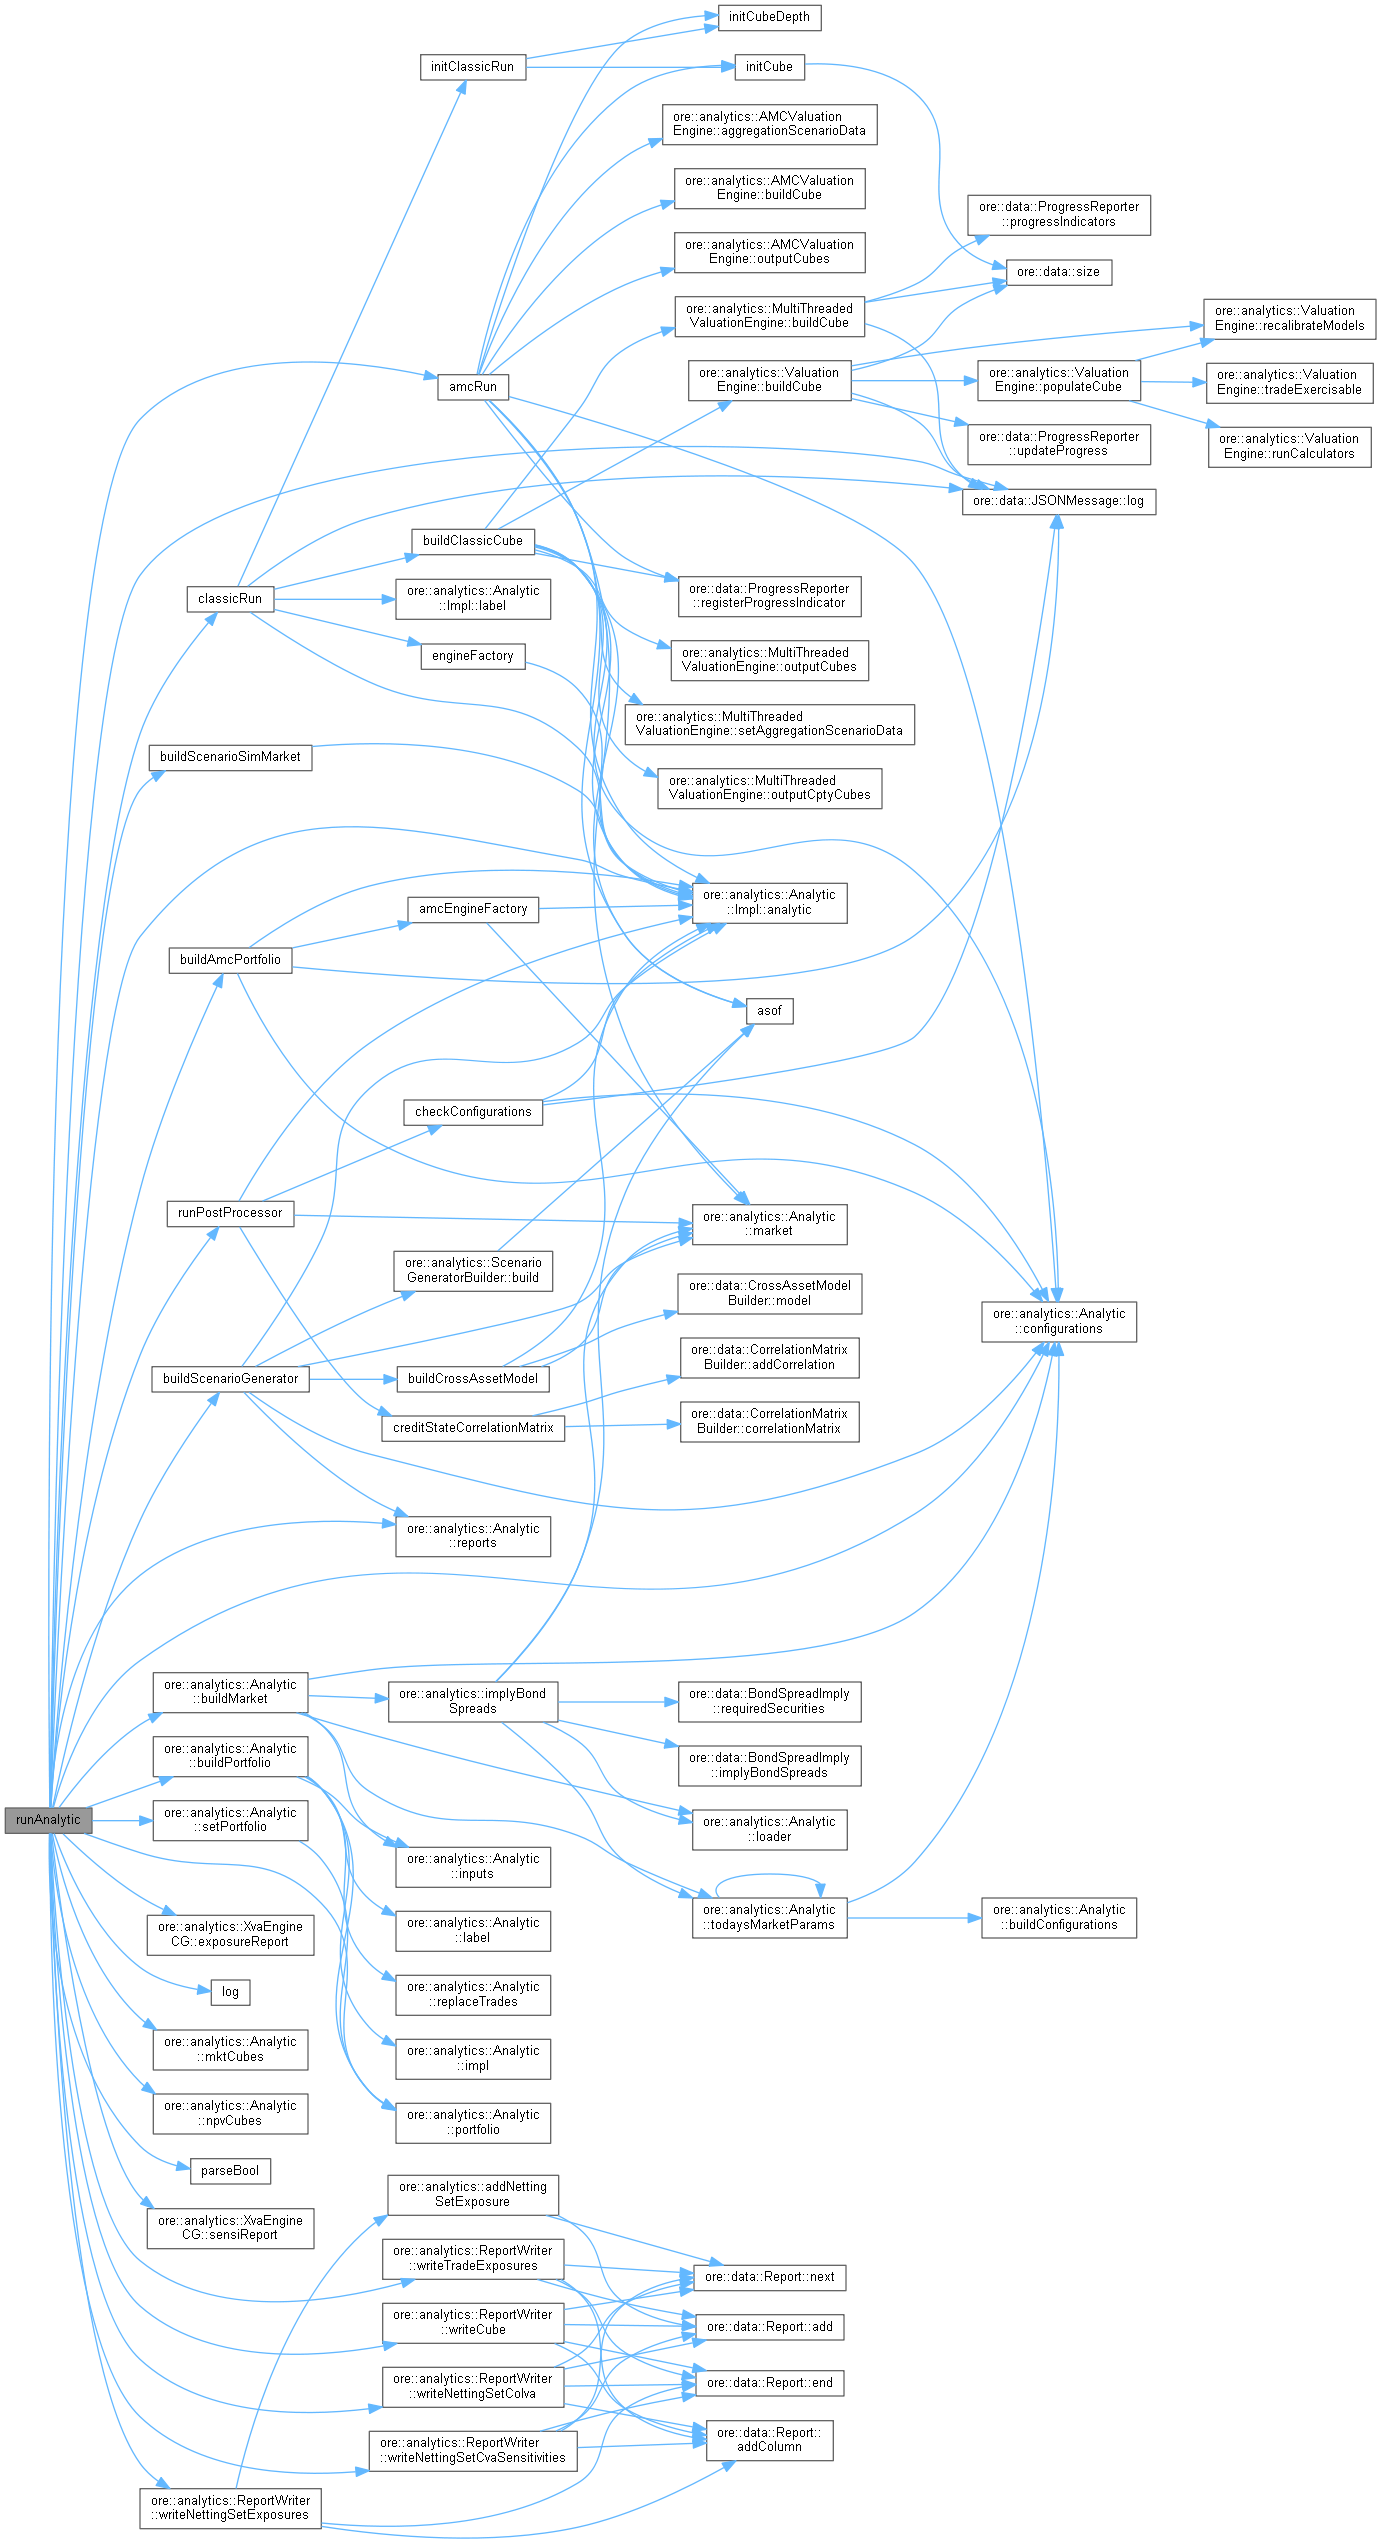 initCubeDepth
initClassicRun
initCube
ore::analytics::AMCValuation
Engine::aggregationScenarioData
ore::analytics::AMCValuation
Engine::buildCube
ore::data::ProgressReporter
::progressIndicators
ore::analytics::AMCValuation
Engine::outputCubes
ore::data::size
ore::analytics::MultiThreaded
ValuationEngine::buildCube
ore::analytics::Valuation
Engine::recalibrateModels
amcRun
ore::analytics::Valuation
Engine::buildCube
ore::analytics::Valuation
Engine::populateCube
ore::analytics::Valuation
Engine::tradeExercisable
ore::data::ProgressReporter
::updateProgress
ore::analytics::Valuation
Engine::runCalculators
ore::data::JSONMessage::log
buildClassicCube
classicRun
ore::analytics::Analytic
::Impl::label
ore::data::ProgressReporter
::registerProgressIndicator
engineFactory
ore::analytics::MultiThreaded
ValuationEngine::outputCubes
ore::analytics::MultiThreaded
ValuationEngine::setAggregationScenarioData
buildScenarioSimMarket
ore::analytics::MultiThreaded
ValuationEngine::outputCptyCubes
amcEngineFactory
ore::analytics::Analytic
::Impl::analytic
buildAmcPortfolio
asof
checkConfigurations
runPostProcessor
ore::analytics::Analytic
::market
ore::analytics::Scenario
GeneratorBuilder::build
ore::data::CrossAssetModel
Builder::model
ore::analytics::Analytic
::configurations
buildScenarioGenerator
buildCrossAssetModel
ore::data::CorrelationMatrix
Builder::addCorrelation
creditStateCorrelationMatrix
ore::data::CorrelationMatrix
Builder::correlationMatrix
ore::analytics::Analytic
::reports
ore::analytics::Analytic
::buildMarket
ore::analytics::implyBond
Spreads
ore::data::BondSpreadImply
::requiredSecurities
ore::analytics::Analytic
::buildPortfolio
ore::data::BondSpreadImply
::implyBondSpreads
runAnalytic
ore::analytics::Analytic
::setPortfolio
ore::analytics::Analytic
::loader
ore::analytics::Analytic
::inputs
ore::analytics::XvaEngine
CG::exposureReport
ore::analytics::Analytic
::label
ore::analytics::Analytic
::todaysMarketParams
ore::analytics::Analytic
::buildConfigurations
log
ore::analytics::Analytic
::replaceTrades
ore::analytics::Analytic
::mktCubes
ore::analytics::Analytic
::impl
ore::analytics::Analytic
::npvCubes
ore::analytics::Analytic
::portfolio
parseBool
ore::analytics::addNetting
SetExposure
ore::analytics::XvaEngine
CG::sensiReport
ore::analytics::ReportWriter
::writeTradeExposures
ore::data::Report::next
ore::analytics::ReportWriter
::writeCube
ore::data::Report::add
ore::analytics::ReportWriter
::writeNettingSetColva
ore::data::Report::end
ore::analytics::ReportWriter
::writeNettingSetCvaSensitivities
ore::data::Report::
addColumn
ore::analytics::ReportWriter
::writeNettingSetExposures